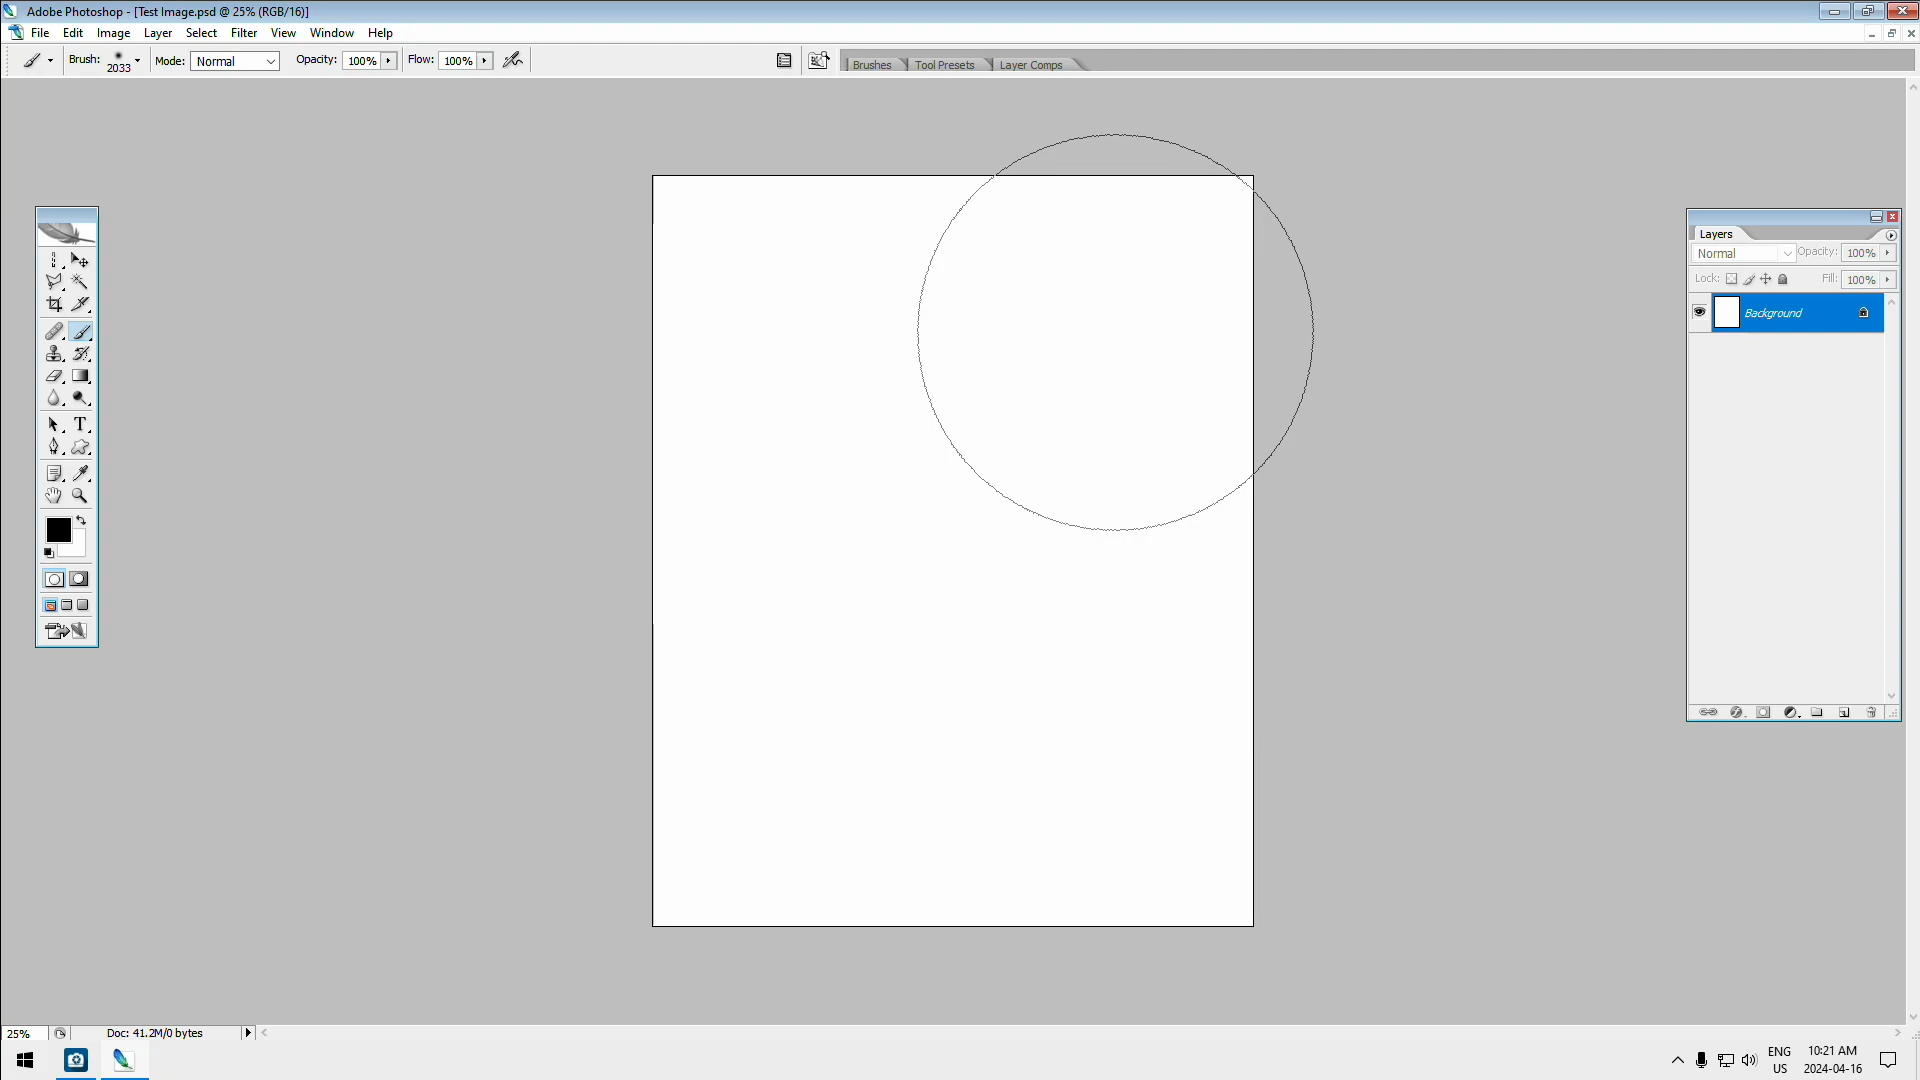 Adobe Photoshop - [Test Image.psd @ 25% (RGB/16)]
File Edit Image Layer Select Filter View Window Help
Brush: 2033 Mode: Normal Opacity: 100% Flow: 100% Brushes Tool Presets Layer Comps
Layers
Normal Opacity: 100%
Lock: Fill: 100%
Background
T
25% Doc: 41.2M/0 bytes
ENG 10:21 AM
US 2024-04-16